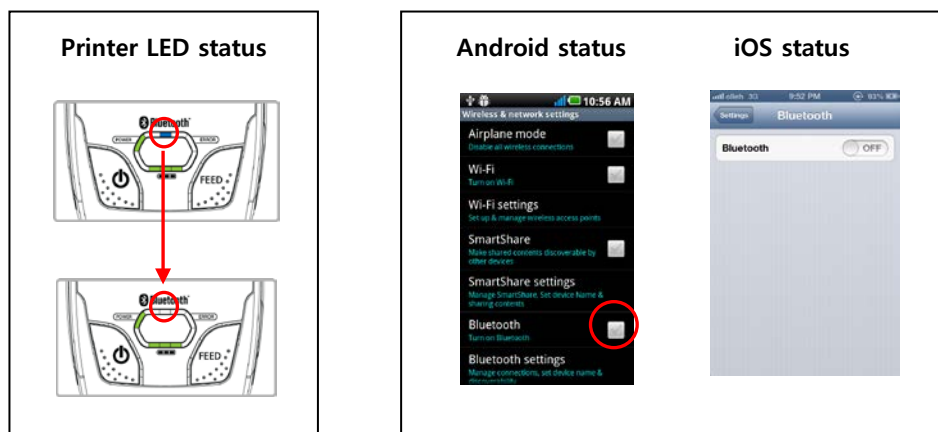 Printer LED status
Bluetooth
POWER
ERROR
FEED
Bluetooth
POWER
ERROR
FEED
Android status
10:56 AM
Wireless & network settings
Airplane mode
Disable all wireless connections
Wi-Fi
Turn on Wi-Fi
Wi-Fi settings
Set up & manage wireless access points
SmartShare
Make shared contents discoverable by
other devices
SmartShare settings
Manage SmartShare, Set device Name &
sharing contents
Bluetooth
Turn on Bluetooth
Bluetooth settings
Manage connections, set device name &
discoverability
iOS status
olleh 3G 9:52 PM 93%
Settings
Bluetooth
Bluetooth
OFF